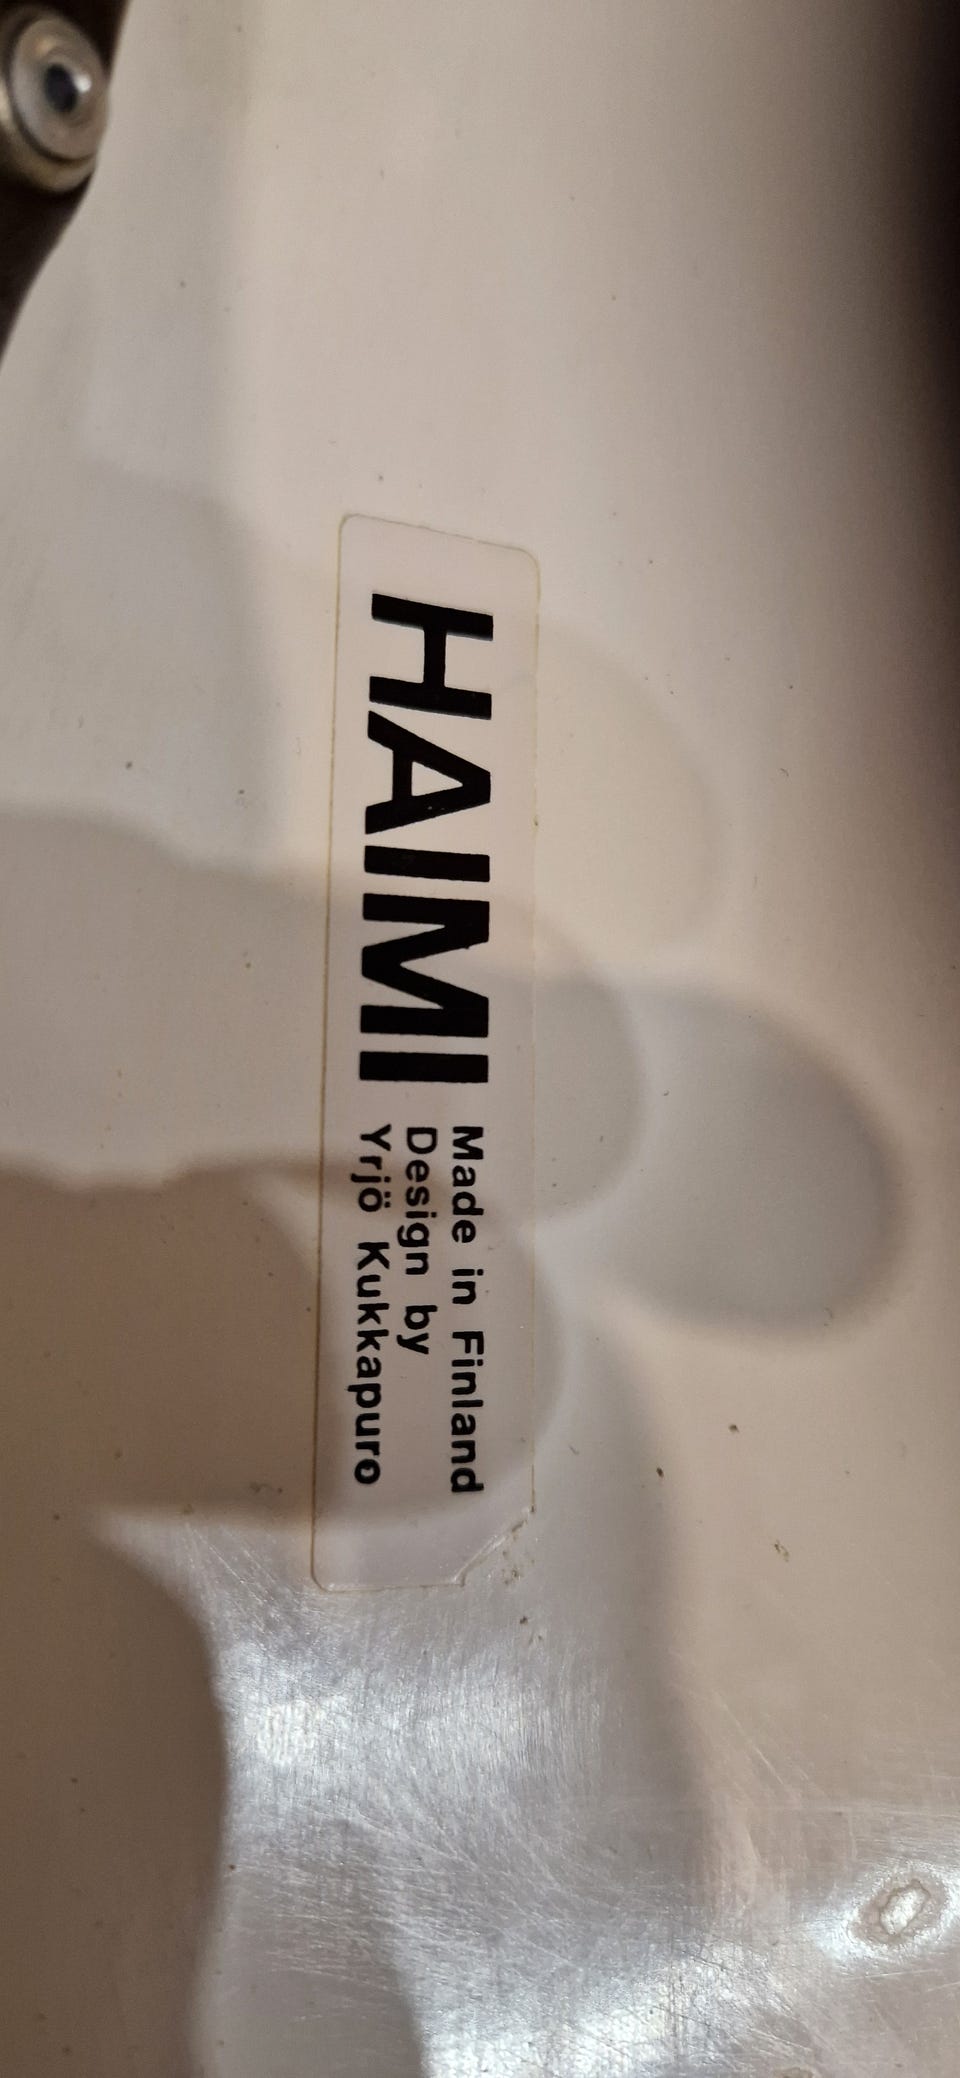 HAIMI
Made in Finland
Design by
Yrjö Kukkapuro